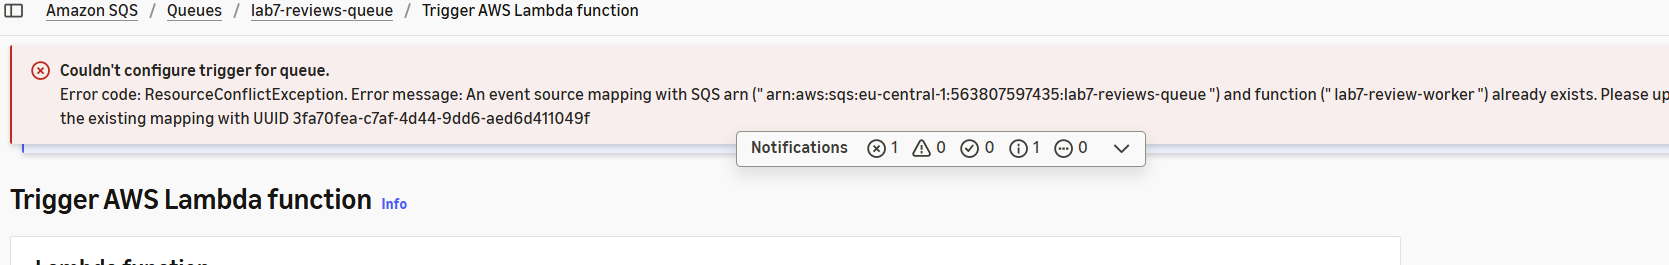 Amazon SQS / Queues / lab7-reviews-queue / Trigger AWS Lambda function
Couldn't configure trigger for queue.
Error code: ResourceConflictException. Error message: An event source mapping with SQS arn (" arn:aws:sqs:eu-central-1:563807597435:lab7-reviews-queue ") and function (" lab7-review-worker ") already exists. Please up
the existing mapping with UUID 3fa70fea-c7af-4d44-9dd6-aed6d411049f
Notifications 1 0 0 1 0
Trigger AWS Lambda function Info
Lambda function